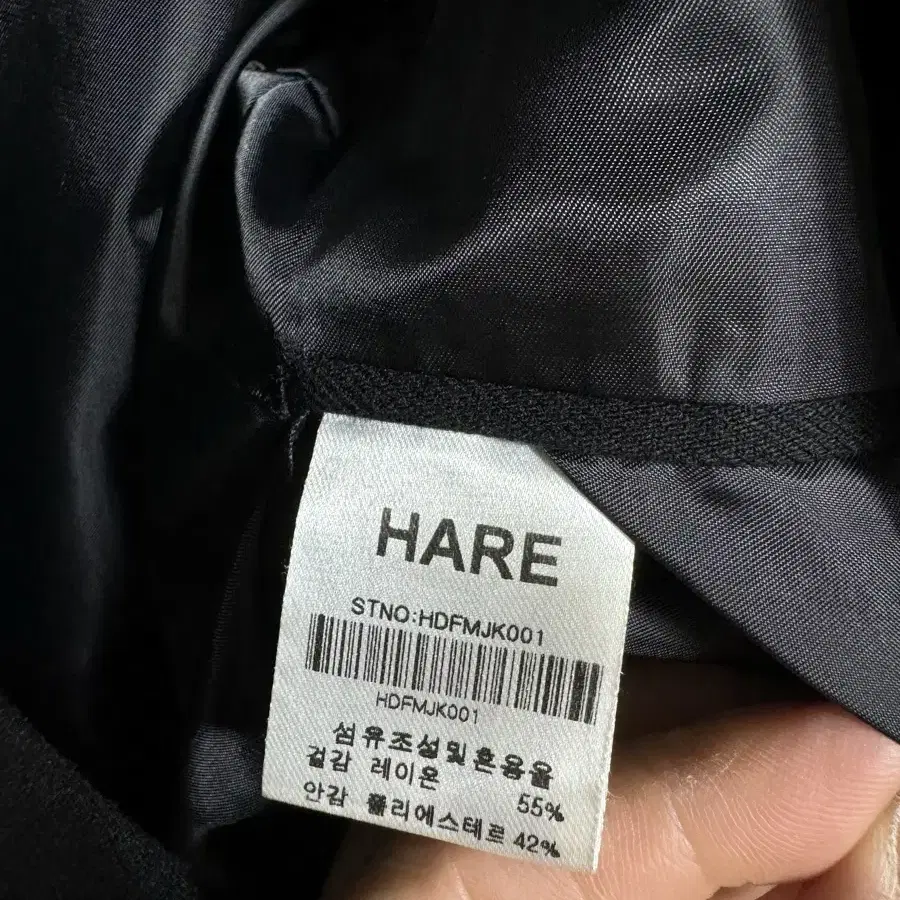 HARE
STNO:HDFMJK001
HDFMJK001
섬유조성및혼용율
겉감 레이온 55%
안감 폴리에스테르 42%